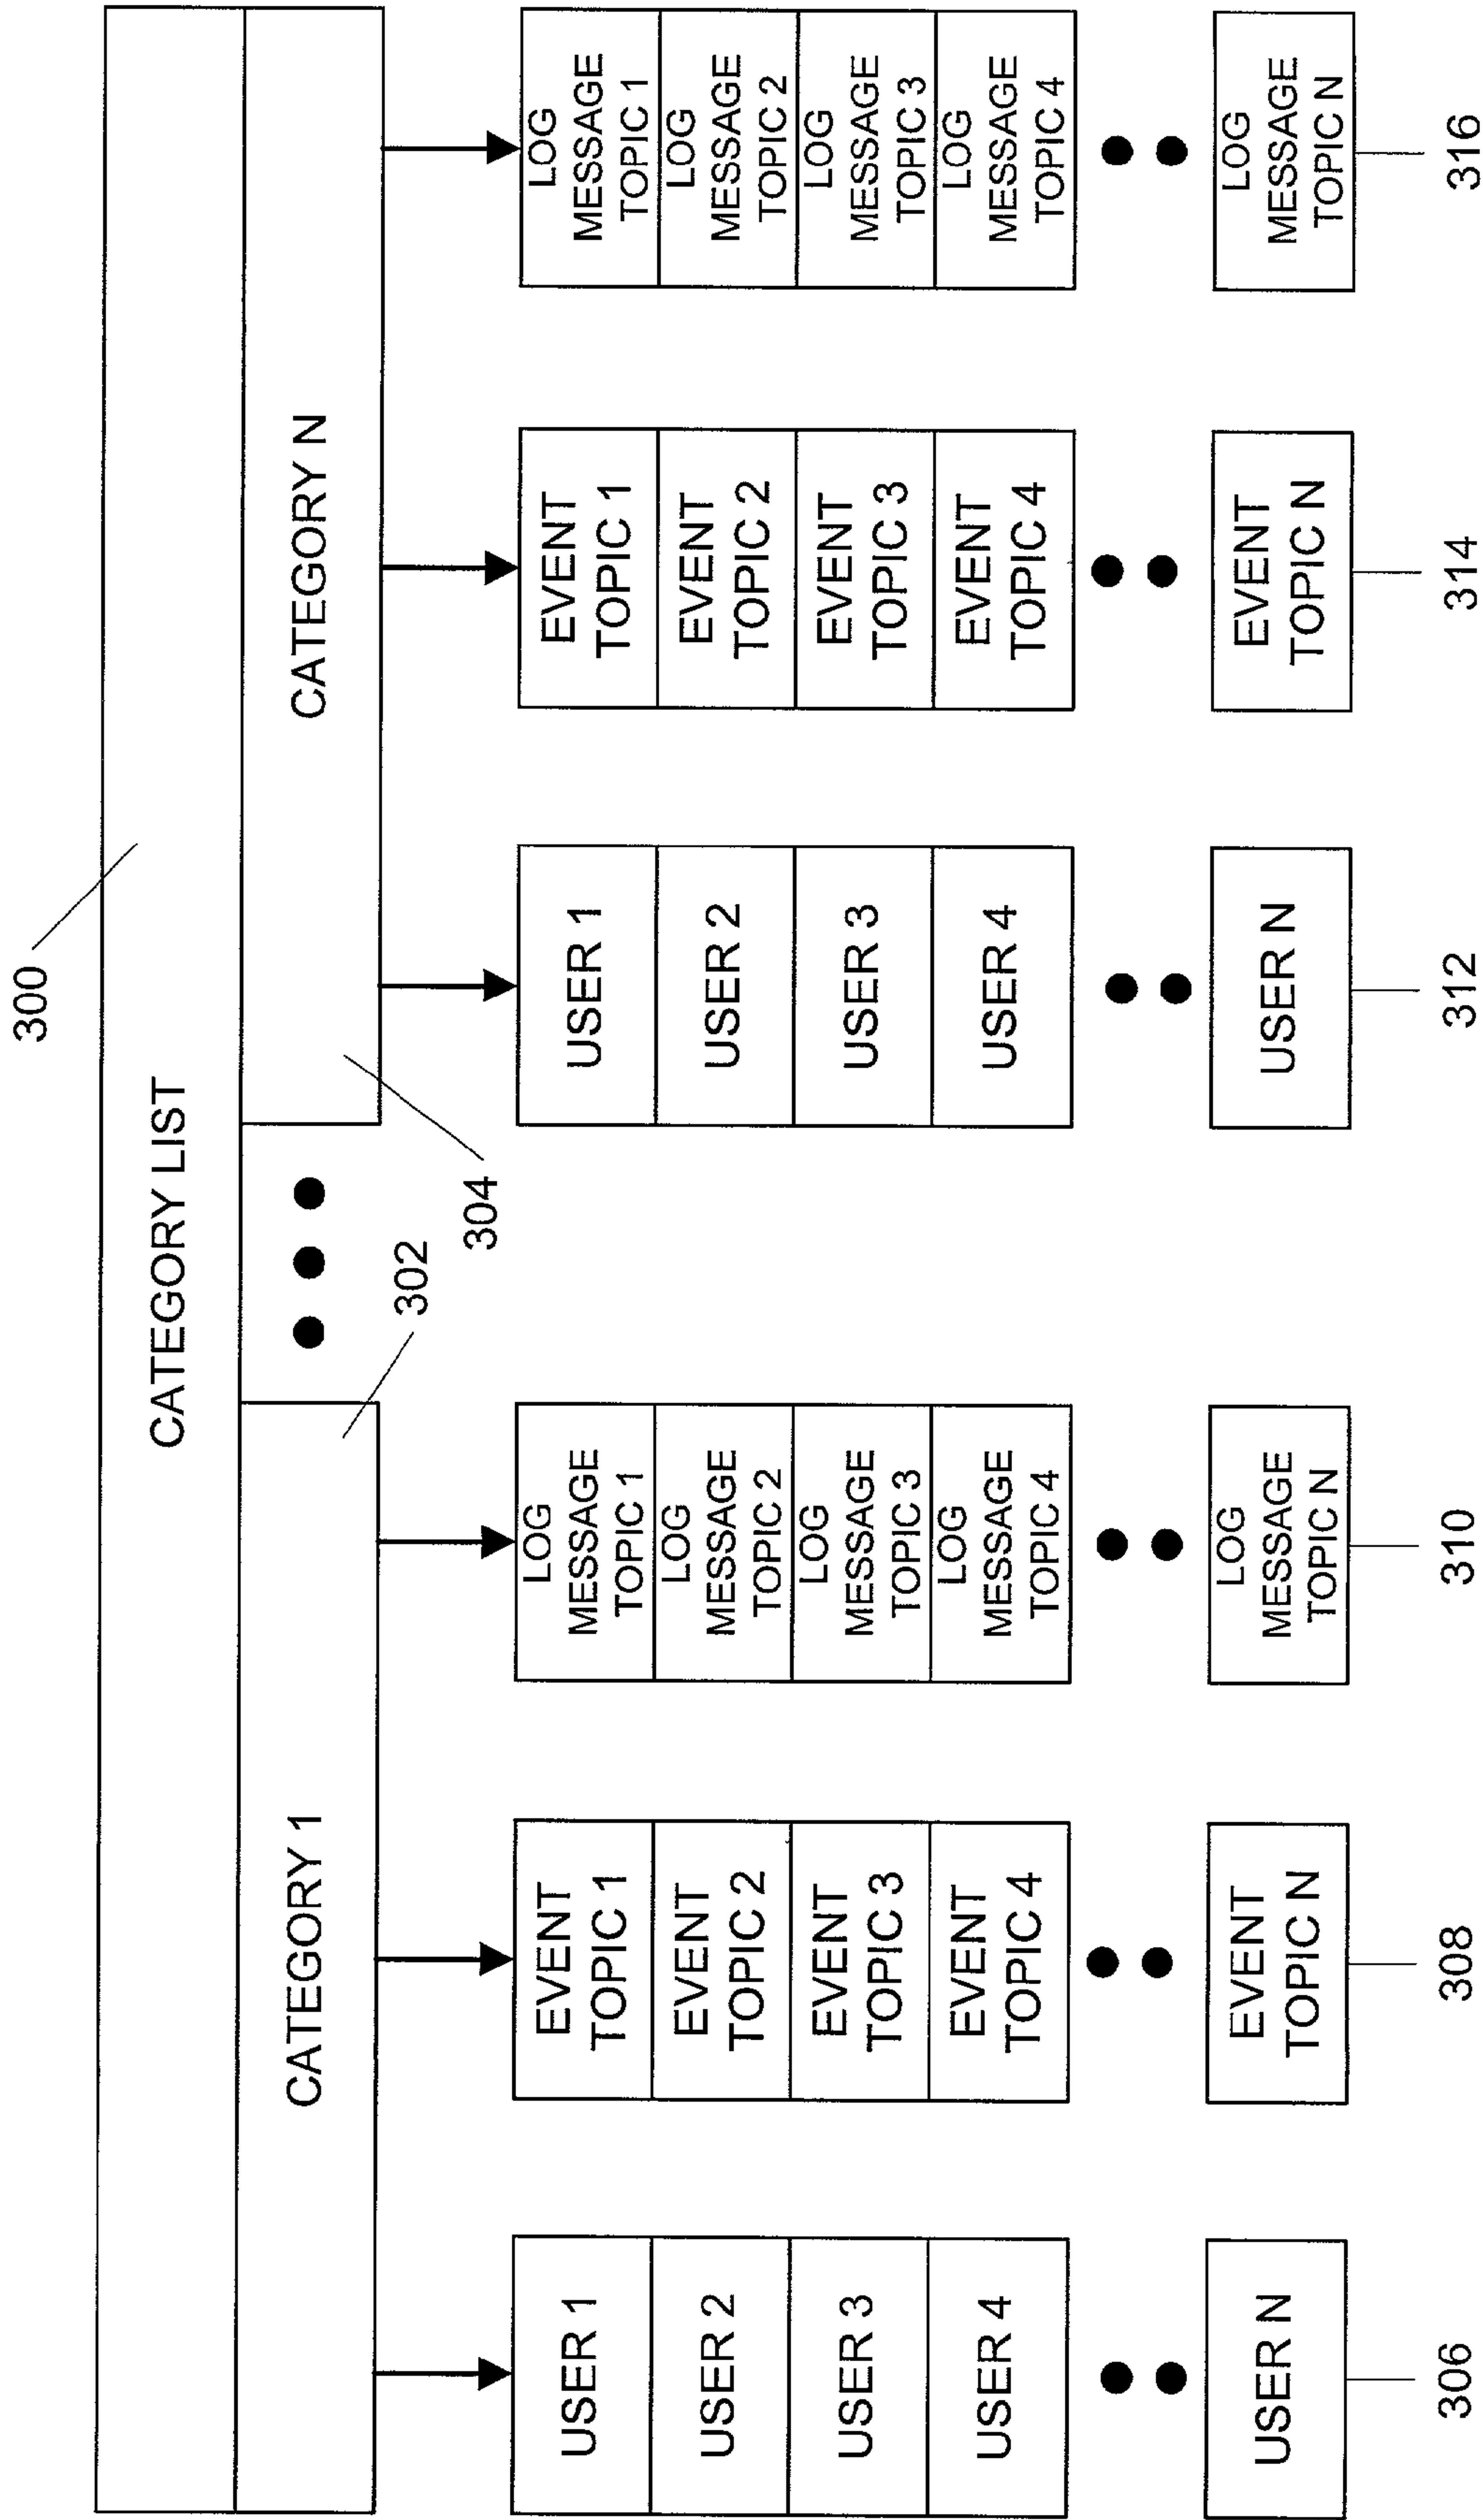 300
CATEGORY LIST
CATEGORY 1
CATEGORY N
302
304
USER 1
USER 2
USER 3
USER 4
USER N
306
EVENT
TOPIC 1
EVENT
TOPIC 2
EVENT
TOPIC 3
EVENT
TOPIC 4
EVENT
TOPIC N
308
LOG
MESSAGE
TOPIC 1
LOG
MESSAGE
TOPIC 2
LOG
MESSAGE
TOPIC 3
LOG
MESSAGE
TOPIC 4
LOG
MESSAGE
TOPIC N
310
USER 1
USER 2
USER 3
USER 4
USER N
312
EVENT
TOPIC 1
EVENT
TOPIC 2
EVENT
TOPIC 3
EVENT
TOPIC 4
EVENT
TOPIC N
314
LOG
MESSAGE
TOPIC 1
LOG
MESSAGE
TOPIC 2
LOG
MESSAGE
TOPIC 3
LOG
MESSAGE
TOPIC 4
LOG
MESSAGE
TOPIC N
316